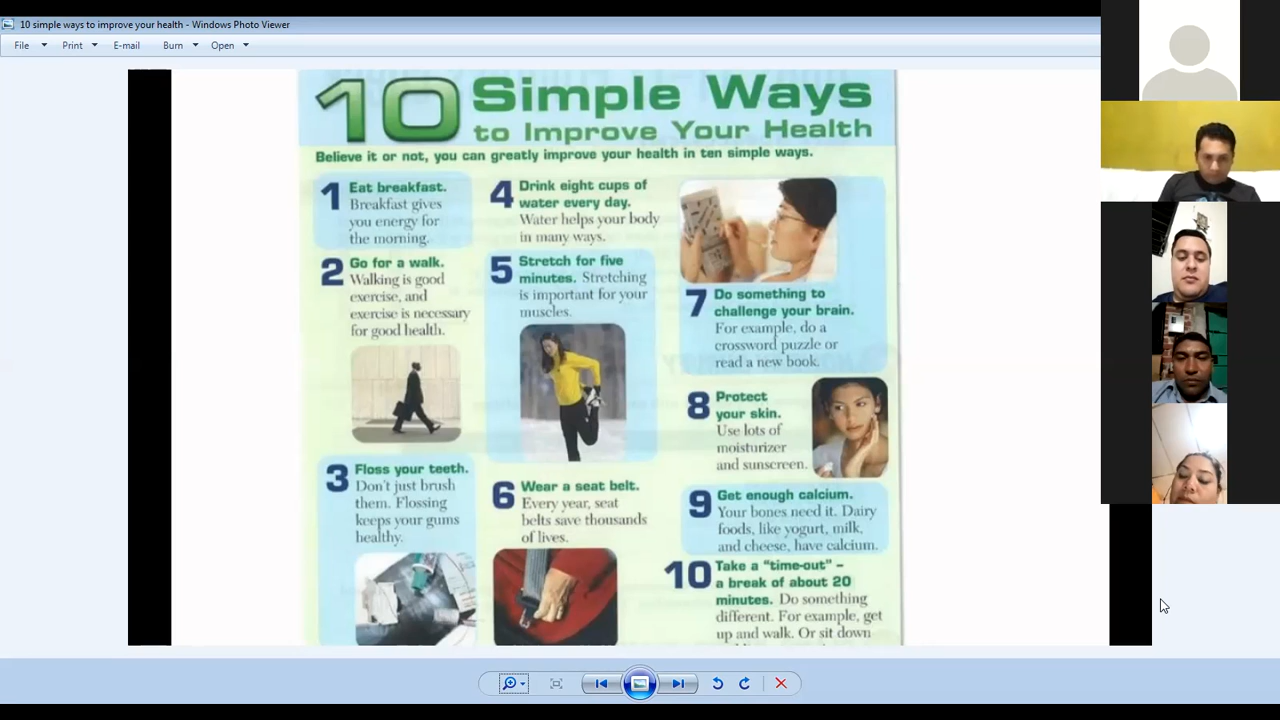 10 simple ways to improve your health - Windows Photo Viewer
File Print E-mail Burn Open
10 Simple Ways
to Improve Your Health
Believe it or not, you can greatly improve your health in ten simple ways.
1 Eat breakfast.
Breakfast gives
you energy for
the morning.
2 Go for a walk.
Walking is good
exercise, and
exercise is necessary
for good health.
3 Floss your teeth.
Don't just brush
them. Flossing
keeps your gums
healthy.
4 Drink eight cups of
water every day.
Water helps your body
in many ways.
5 Stretch for five
minutes. Stretching
is important for your
muscles.
6 Wear a seat belt.
Every year, seat
belts save thousands
of lives.
7 Do something to
challenge your brain.
For example, do a
crossword puzzle or
read a new book.
8 Protect
your skin.
Use lots of
moisturizer
and sunscreen.
9 Get enough calcium.
Your bones need it. Dairy
foods, like yogurt, milk,
and cheese, have calcium.
10 Take a "time-out" –
a break of about 20
minutes. Do something
different. For example, get
up and walk. Or sit down